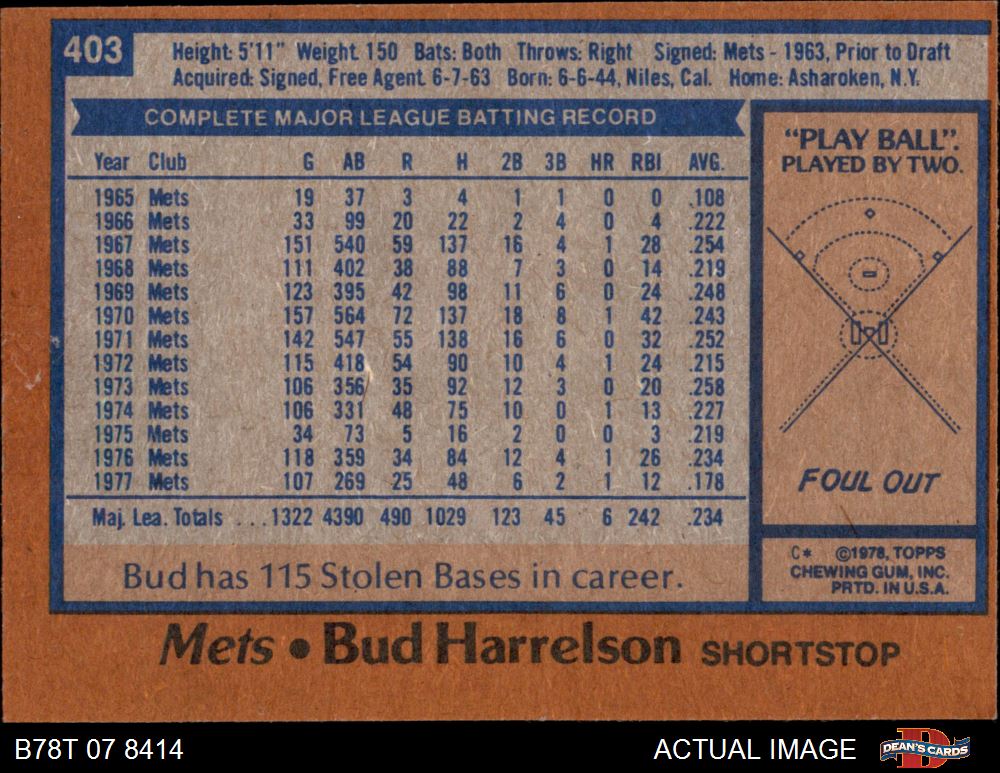 403
Height: 5'11" Weight 150 Bats: Both Throws: Right Signed: Mets - 1963, Prior to Draft
Acquired: Signed, Free Agent 6-7-63 Born: 6-6-44, Niles, Cal. Home: Asharoken, N.Y.
COMPLETE MAJOR LEAGUE BATTING RECORD
Year Club G AB R H 2B 3B HR RBI AVG.
1965 Mets 19 37 3 4 1 1 0 0 .108
1966 Mets 33 99 20 22 2 4 0 4 .222
1967 Mets 151 540 59 137 16 4 1 28 .254
1968 Mets 111 402 38 88 7 3 0 14 .219
1969 Mets 123 395 42 98 11 6 0 24 .248
1970 Mets 157 564 72 137 18 8 1 42 .243
1971 Mets 142 547 55 138 16 6 0 32 .252
1972 Mets 115 418 54 90 10 4 1 24 .215
1973 Mets 106 356 35 92 12 3 0 20 .258
1974 Mets 106 331 48 75 10 0 1 13 .227
1975 Mets 34 73 5 16 2 0 0 3 .219
1976 Mets 118 359 34 84 12 4 1 26 .234
1977 Mets 107 269 25 48 6 2 1 12 .178
Maj. Lea. Totals ...1322 4390 490 1029 123 45 6 242 .234
Bud has 115 Stolen Bases in career.
"PLAY BALL".
PLAYED BY TWO.
FOUL OUT
C* ©1978, TOPPS
CHEWING GUM, INC.
PRTD. IN U.S.A.
Mets • Bud Harrelson SHORTSTOP
B78T 07 8414
ACTUAL IMAGE
DEAN'S CARDS